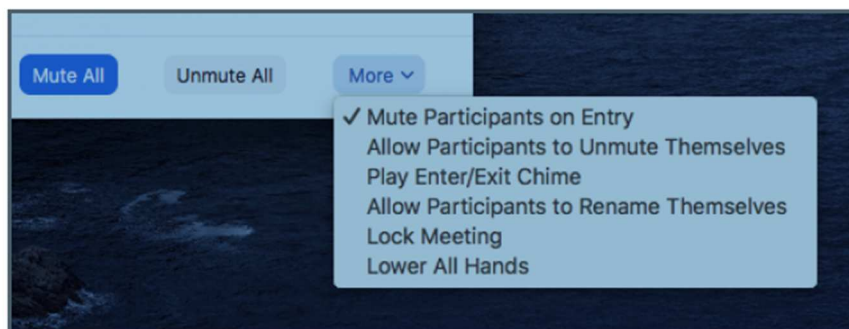 Mute All Unmute All More
✓ Mute Participants on Entry
Allow Participants to Unmute Themselves
Play Enter/Exit Chime
Allow Participants to Rename Themselves
Lock Meeting
Lower All Hands